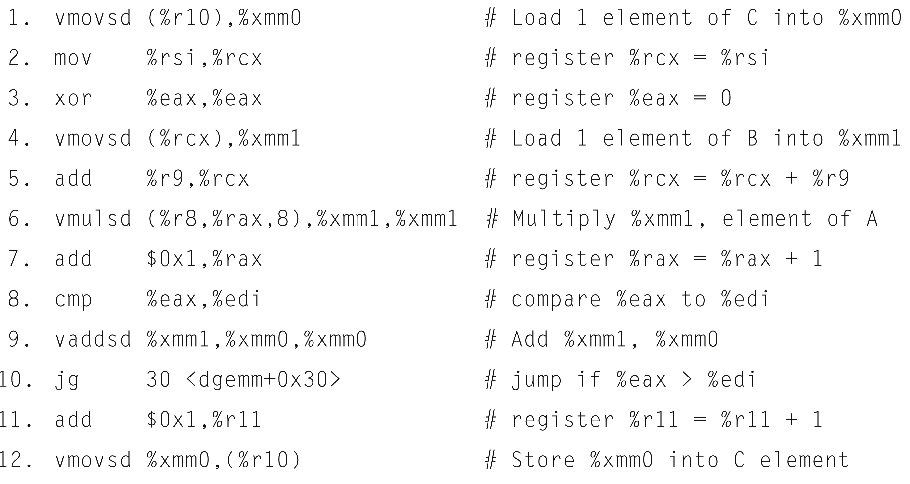 1. vmovsd (%r10),%xmm0 # Load 1 element of C into %xmm0
2. mov %rsi,%rcx # register %rcx = %rsi
3. xor %eax,%eax # register %eax = 0
4. vmovsd (%rcx),%xmm1 # Load 1 element of B into %xmm1
5. add %r9,%rcx # register %rcx = %rcx + %r9
6. vmulsd (%r8,%rax,8),%xmm1,%xmm1 # Multiply %xmm1, element of A
7. add $0x1,%rax # register %rax = %rax + 1
8. cmp %eax,%edi # compare %eax to %edi
9. vaddsd %xmm1,%xmm0,%xmm0 # Add %xmm1, %xmm0
10. jg 30 <dgemm+0x30> # jump if %eax > %edi
11. add $0x1,%r11 # register %r11 = %r11 + 1
12. vmovsd %xmm0,(%r10) # Store %xmm0 into C element